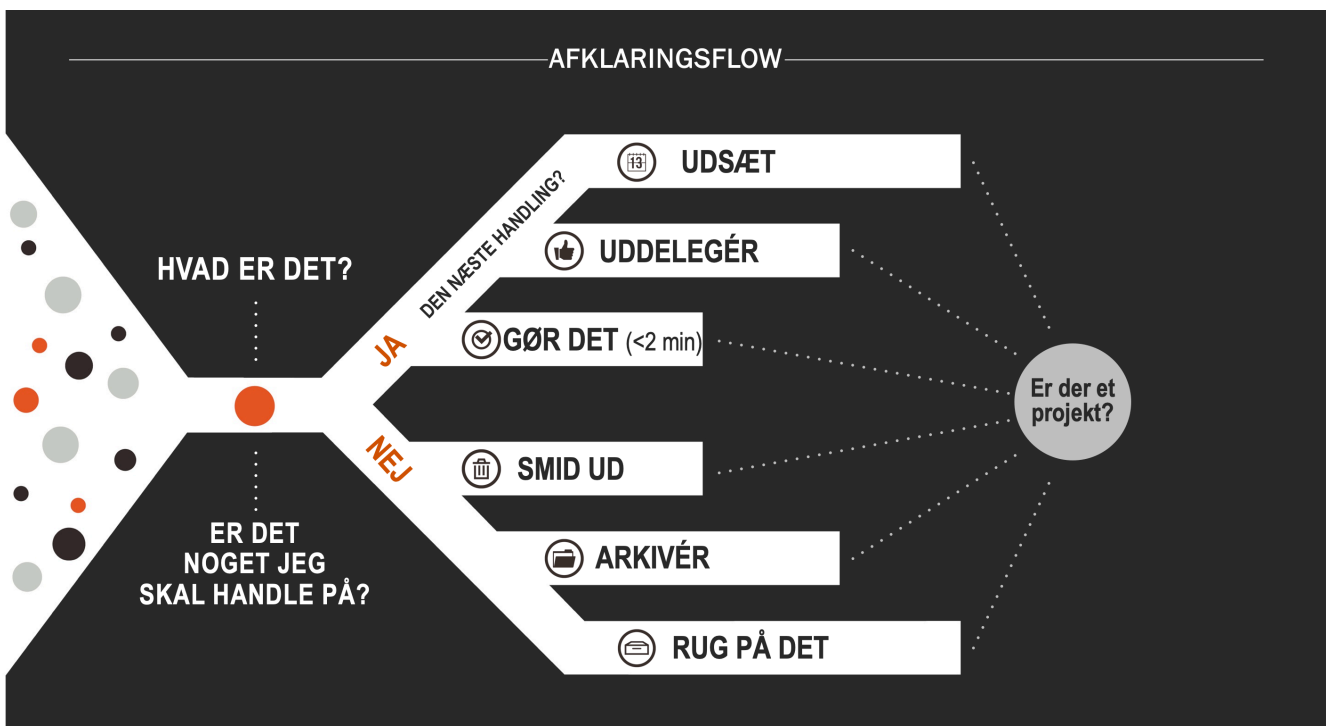 AFKLARINGSFLOW
HVAD ER DET?
ER DET
NOGET JEG
SKAL HANDLE PÅ?
JA
DEN NÆSTE HANDLING?
13
UDSÆT
UDDELEGÉR
GØR DET (<2 min)
NEJ
SMID UD
ARKIVÉR
RUG PÅ DET
Er der et
projekt?